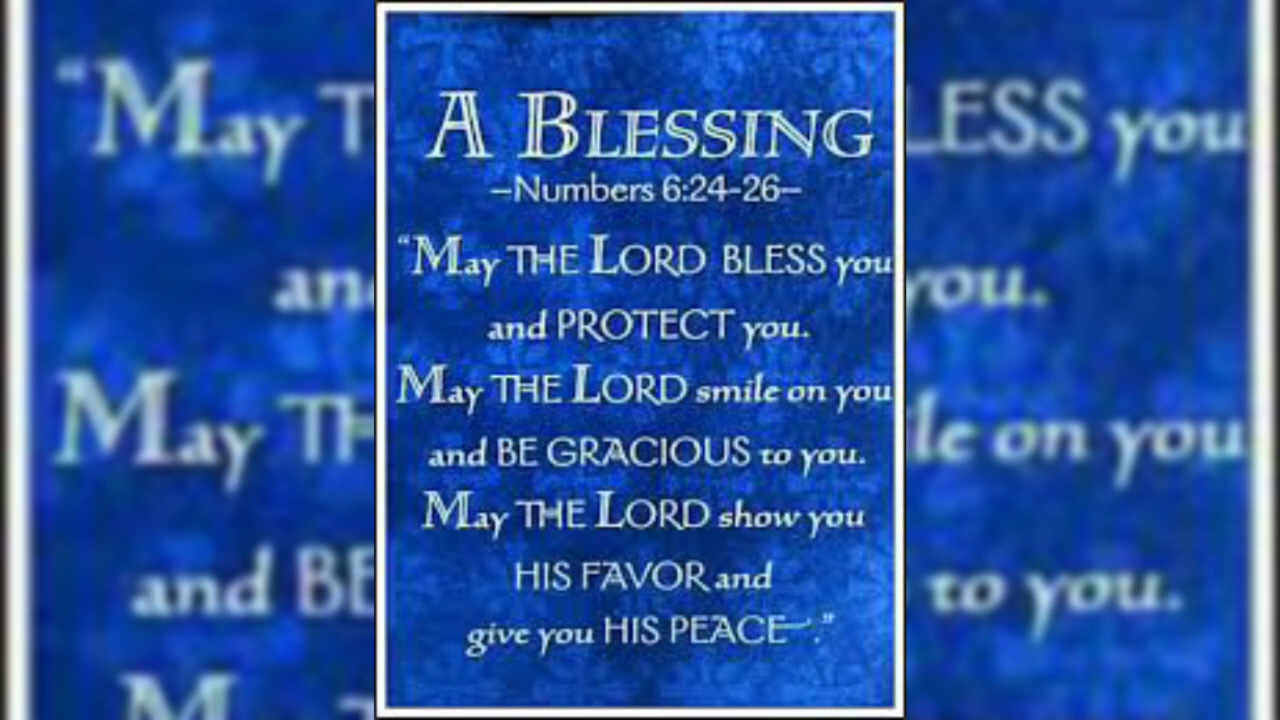 A BLESSING
–Numbers 6:24-26–
“May THE LORD BLESS you
and PROTECT you.
May THE LORD smile on you
and BE GRACIOUS to you.
May THE LORD show you
HIS FAVOR and
give you HIS PEACE.”